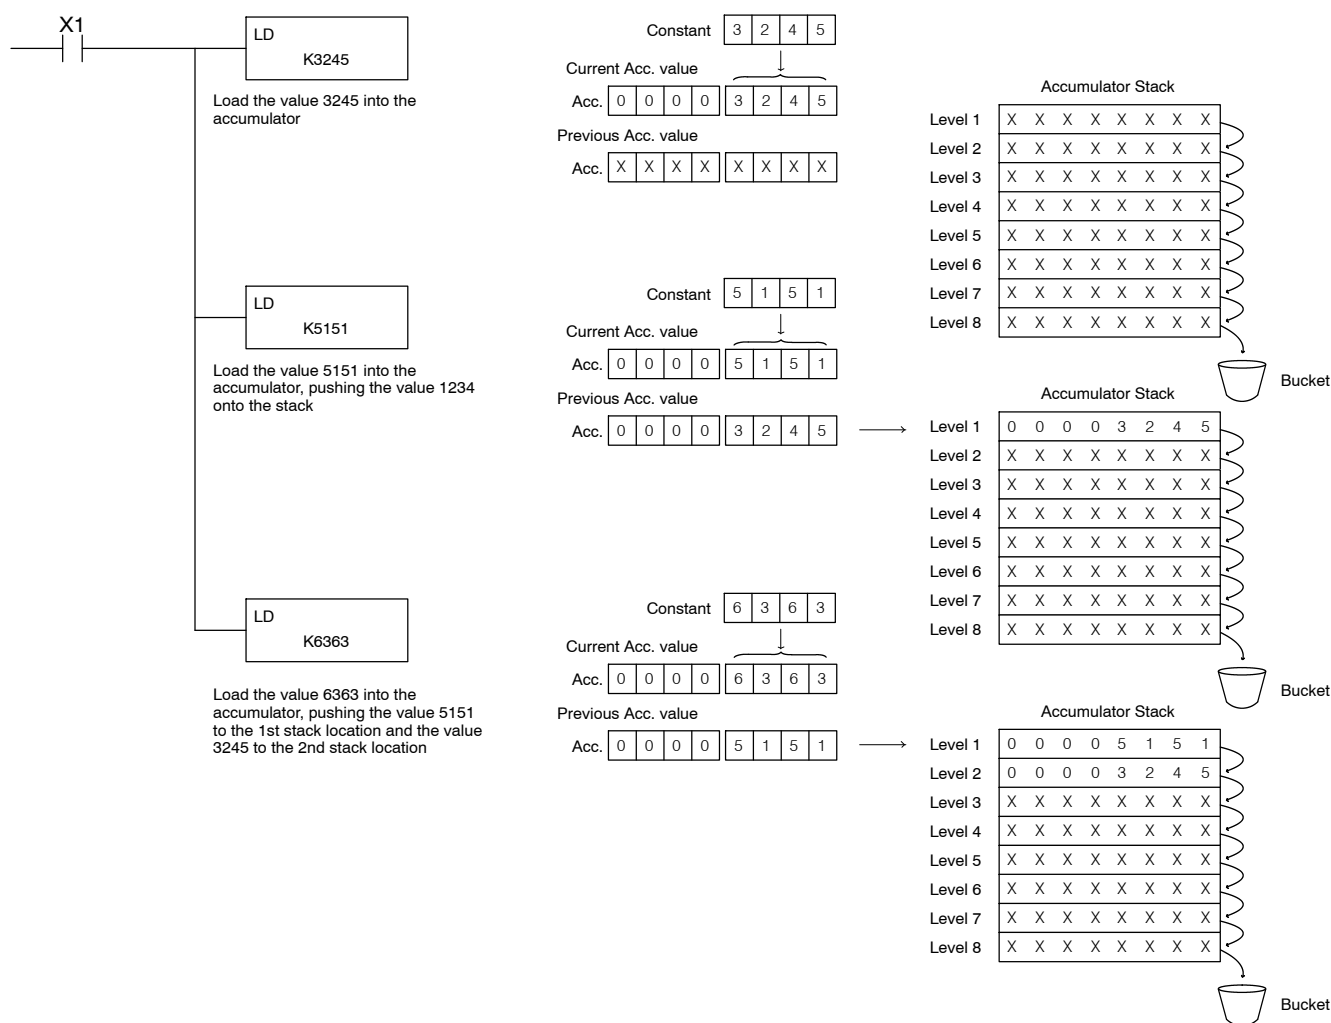 X1
LD
K3245
Load the value 3245 into the
accumulator
Constant 3 2 4 5
Current Acc. value
Acc. 0 0 0 0 3 2 4 5
Previous Acc. value
Acc. X X X X X X X X
Accumulator Stack
Level 1 X X X X X X X X
Level 2 X X X X X X X X
Level 3 X X X X X X X X
Level 4 X X X X X X X X
Level 5 X X X X X X X X
Level 6 X X X X X X X X
Level 7 X X X X X X X X
Level 8 X X X X X X X X
Bucket
LD
K5151
Load the value 5151 into the
accumulator, pushing the value 1234
onto the stack
Constant 5 1 5 1
Current Acc. value
Acc. 0 0 0 0 5 1 5 1
Previous Acc. value
Acc. 0 0 0 0 3 2 4 5
Accumulator Stack
Level 1 0 0 0 0 3 2 4 5
Level 2 X X X X X X X X
Level 3 X X X X X X X X
Level 4 X X X X X X X X
Level 5 X X X X X X X X
Level 6 X X X X X X X X
Level 7 X X X X X X X X
Level 8 X X X X X X X X
Bucket
LD
K6363
Load the value 6363 into the
accumulator, pushing the value 5151
to the 1st stack location and the value
3245 to the 2nd stack location
Constant 6 3 6 3
Current Acc. value
Acc. 0 0 0 0 6 3 6 3
Previous Acc. value
Acc. 0 0 0 0 5 1 5 1
Accumulator Stack
Level 1 0 0 0 0 5 1 5 1
Level 2 0 0 0 0 3 2 4 5
Level 3 X X X X X X X X
Level 4 X X X X X X X X
Level 5 X X X X X X X X
Level 6 X X X X X X X X
Level 7 X X X X X X X X
Level 8 X X X X X X X X
Bucket